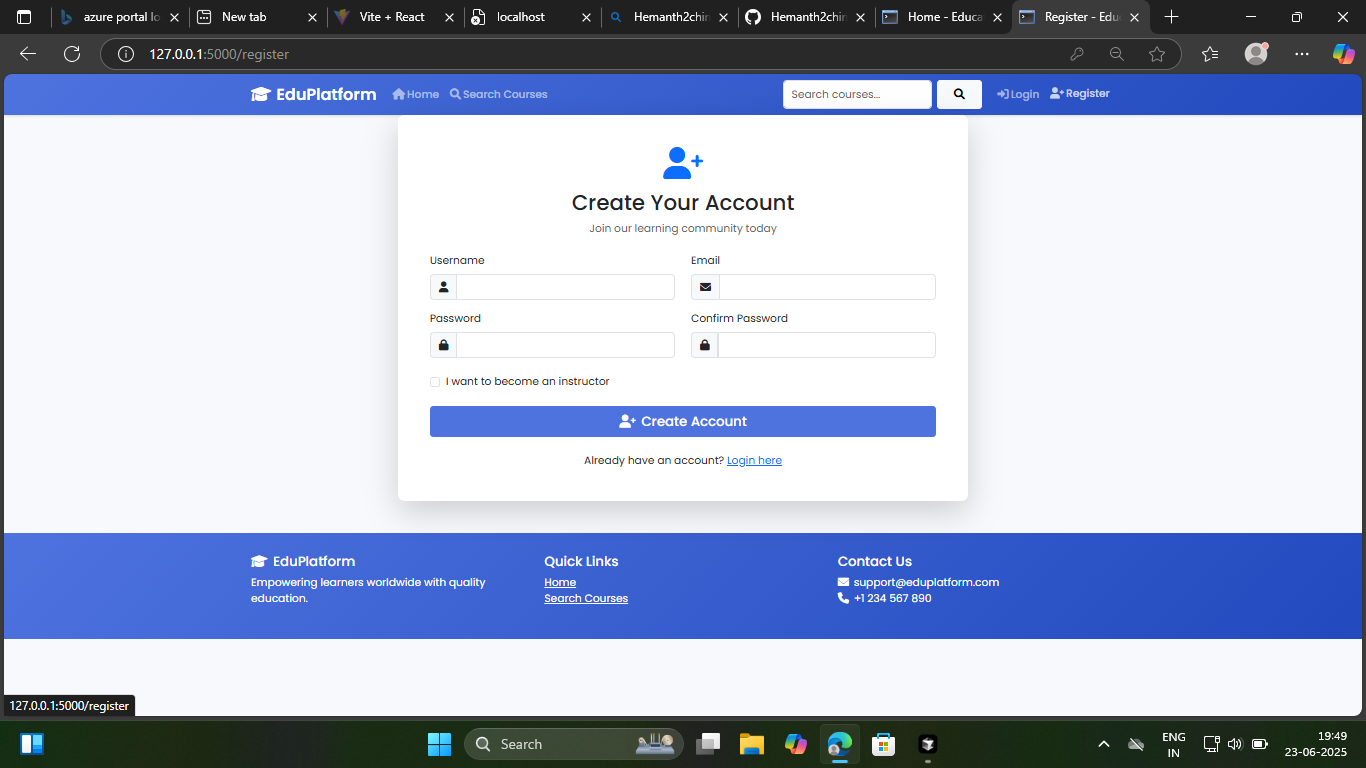 azure portal lo
New tab
Vite + React
localhost
Hemanth2chin
Hemanth2chin
Home - Educa
Register - Edu
127.0.0.1:5000/register
EduPlatform
Home
Search Courses
Search courses...
Login
Register
Create Your Account
Join our learning community today
Username
Email
Password
Confirm Password
I want to become an instructor
Create Account
Already have an account? Login here
EduPlatform
Empowering learners worldwide with quality
education.
Quick Links
Home
Search Courses
Contact Us
support@eduplatform.com
+1 234 567 890
127.0.0.1:5000/register
Search
ENG
IN
19:49
23-06-2025